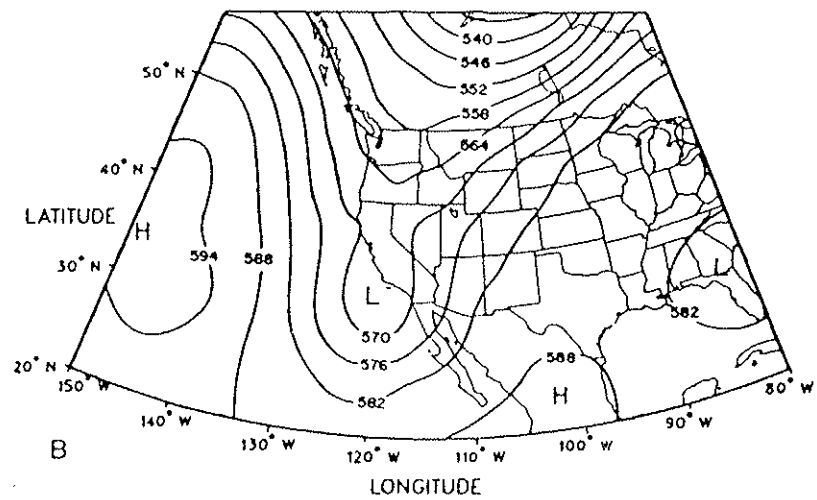 540
546
552
558
564
50° N
40° N
LATITUDE
H
594
588
30° N
L
L
570
582
576
588
20° N
150° W
582
H
80° W
140° W
90° W
B
130° W
120° W
110° W
100° W
LONGITUDE